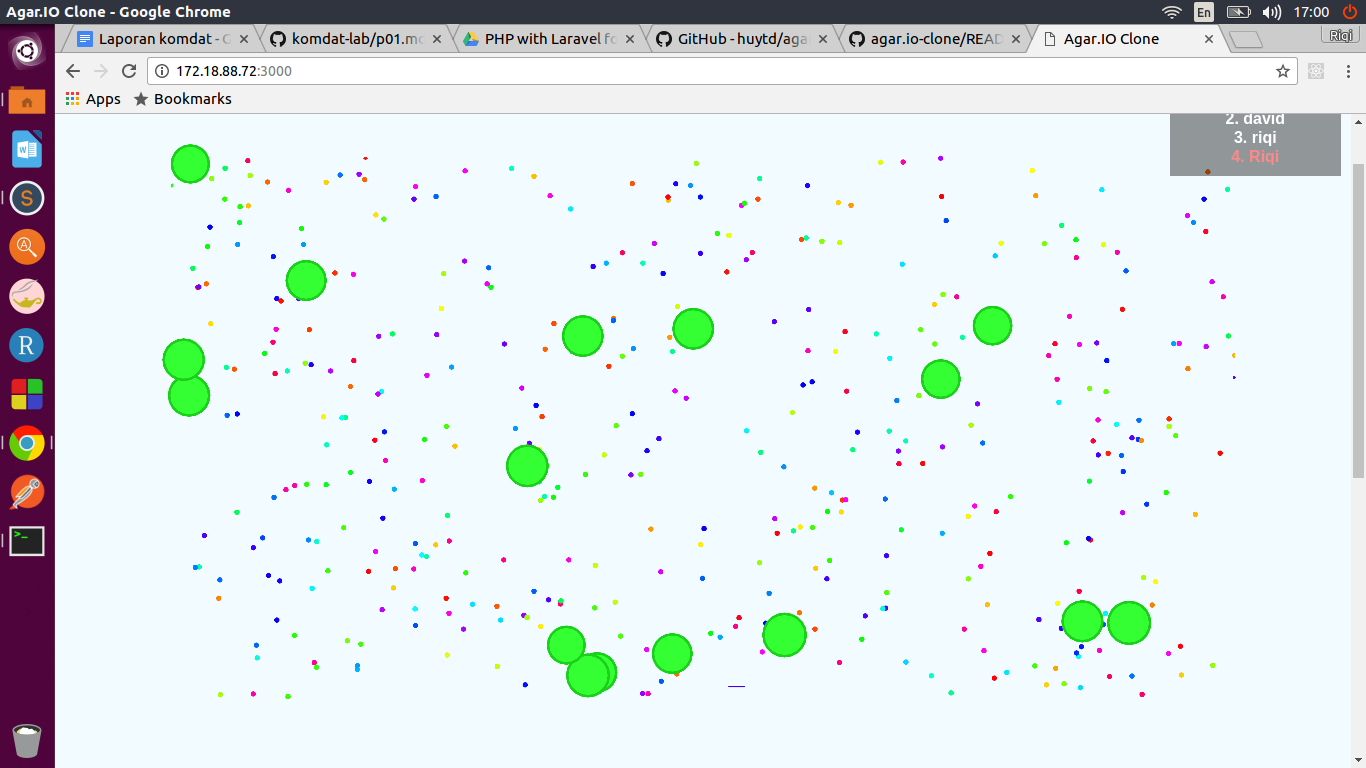 Agar.IO Clone - Google Chrome
En
17:00
Laporan komdat - G
komdat-lab/p01.mc
PHP with Laravel fo
GitHub - huytd/aga
agar.io-clone/READ
Agar.IO Clone
Riqi
172.18.88.72:3000
Apps
Bookmarks
2. david
3. riqi
4. Riqi
W
S
A
R
>_